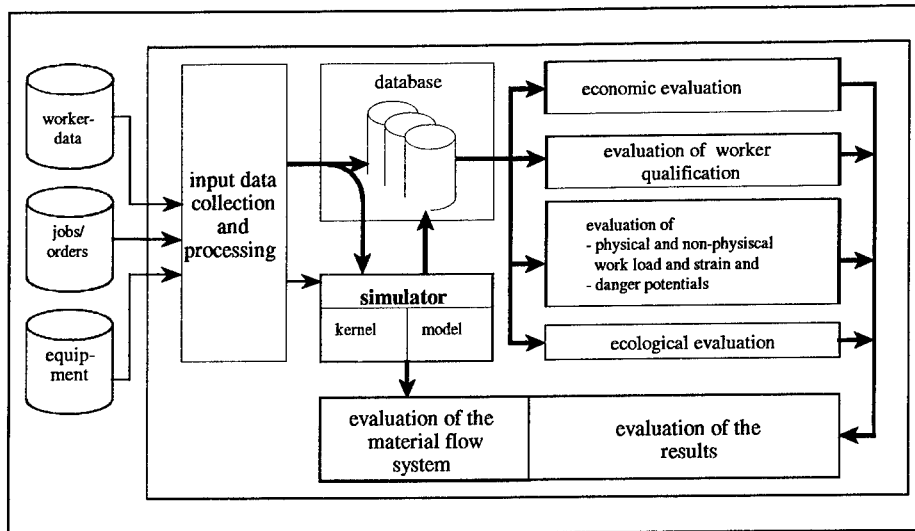 worker-
data
jobs/
orders
equip-
ment
input data
collection
and
processing
database
simulator
kernel
model
economic evaluation
evaluation of worker
qualification
evaluation of
- physical and non-physiscal
work load and strain and
- danger potentials
ecological evaluation
evaluation of the
material flow
system
evaluation of the
results